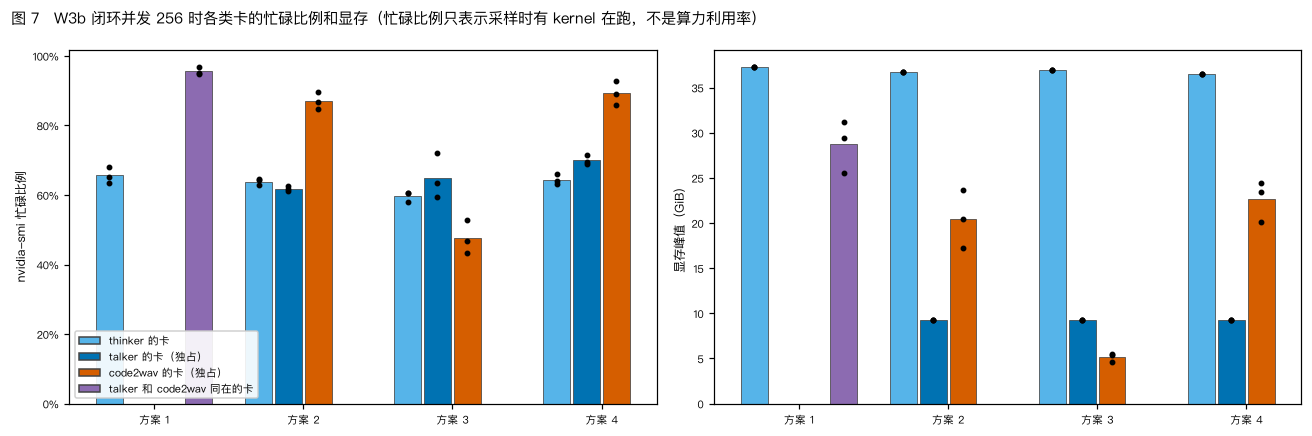 图 7 W3b 闭环并发 256 时各类卡的忙碌比例和显存（忙碌比例只表示采样时有 kernel 在跑，不是算力利用率）
nvidia-smi 忙碌比例
100%
80%
60%
40%
20%
0%
thinker 的卡
talker 的卡（独占）
code2wav 的卡（独占）
talker 和 code2wav 同在的卡
方案 1
方案 2
方案 3
方案 4
显存峰值（GiB）
35
30
25
20
15
10
5
0
方案 1
方案 2
方案 3
方案 4